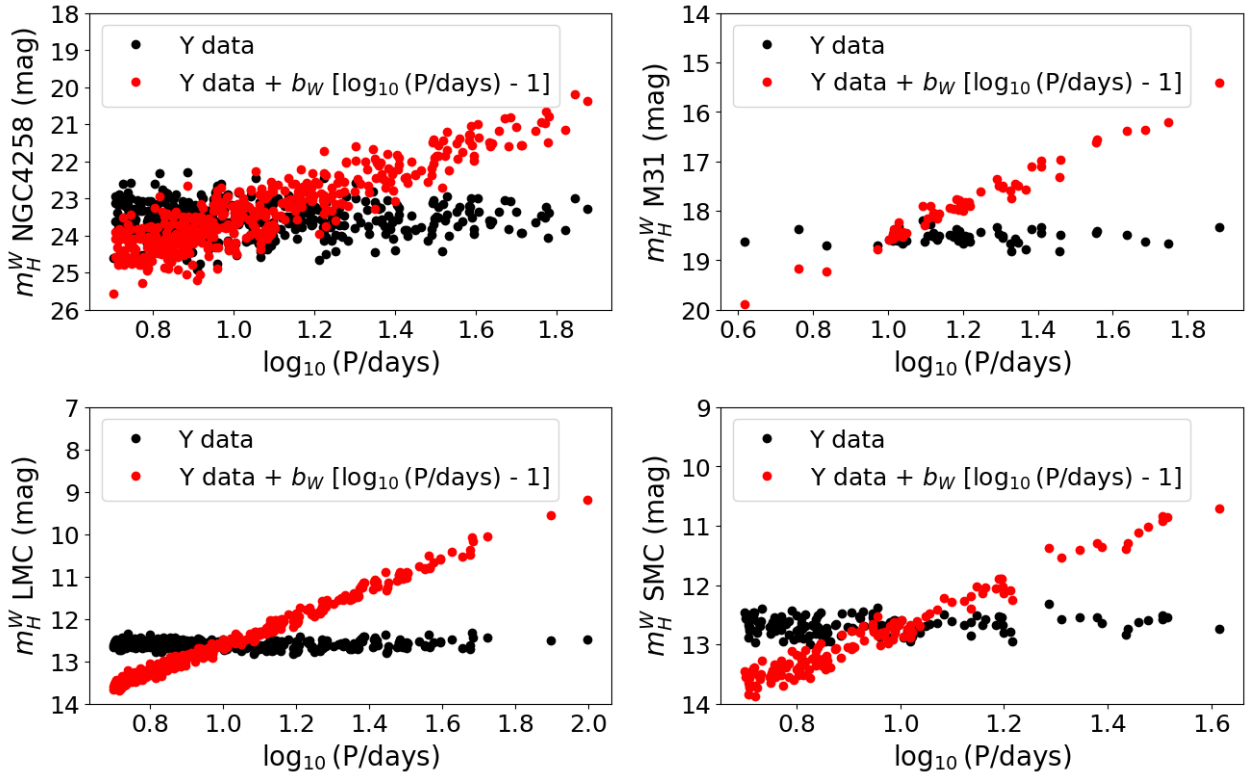 18
17
18
19
20
21
22
23
24
25
26
m_H^W NGC4258 (mag)
Y data
Y data + b_W [log₁₀ (P/days) - 1]
0.8 1.0 1.2 1.4 1.6 1.8
log₁₀ (P/days)
14
15
16
17
18
19
20
m_H^W M31 (mag)
Y data
Y data + b_W [log₁₀ (P/days) - 1]
0.6 0.8 1.0 1.2 1.4 1.6 1.8 2.0
log₁₀ (P/days)
7
8
9
10
11
12
13
14
m_H^W LMC (mag)
Y data
Y data + b_W [log₁₀ (P/days) - 1]
0.8 1.0 1.2 1.4 1.6 1.8 2.0
log₁₀ (P/days)
9
10
11
12
13
14
m_H^W SMC (mag)
Y data
Y data + b_W [log₁₀ (P/days) - 1]
0.8 1.0 1.2 1.4 1.6
log₁₀ (P/days)